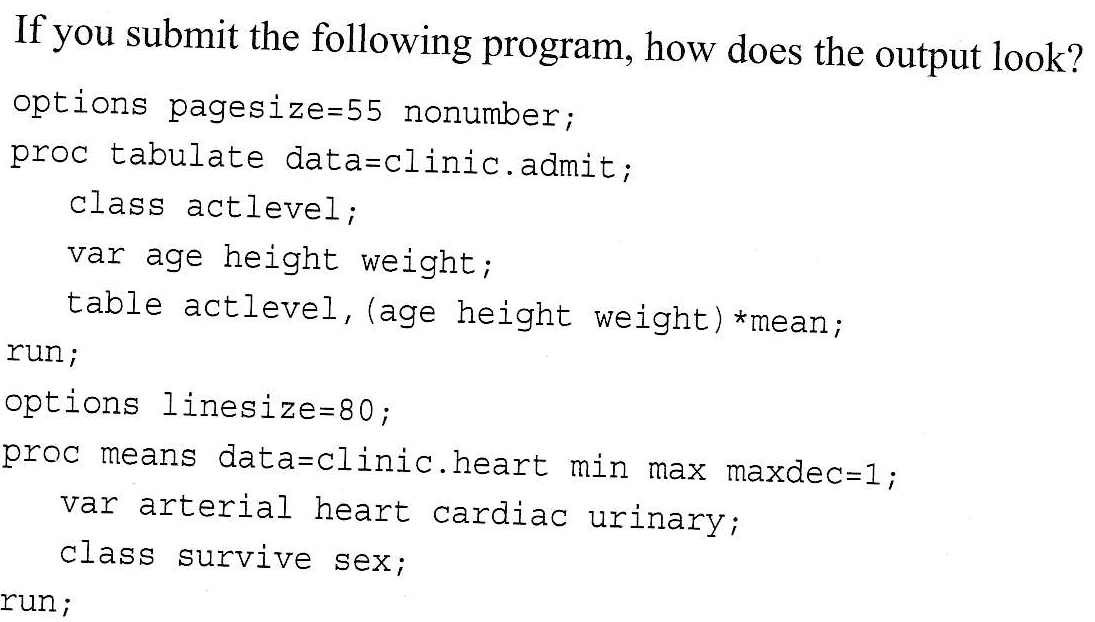 If you submit the following program, how does the output look?
options pagesize=55 nonumber;
proc tabulate data=clinic.admit;
class actlevel;
var age height weight;
table actlevel,(age height weight)*mean;
run;
options linesize=80;
proc means data=clinic.heart min max maxdec=1;
var arterial heart cardiac urinary;
class survive sex;
run;